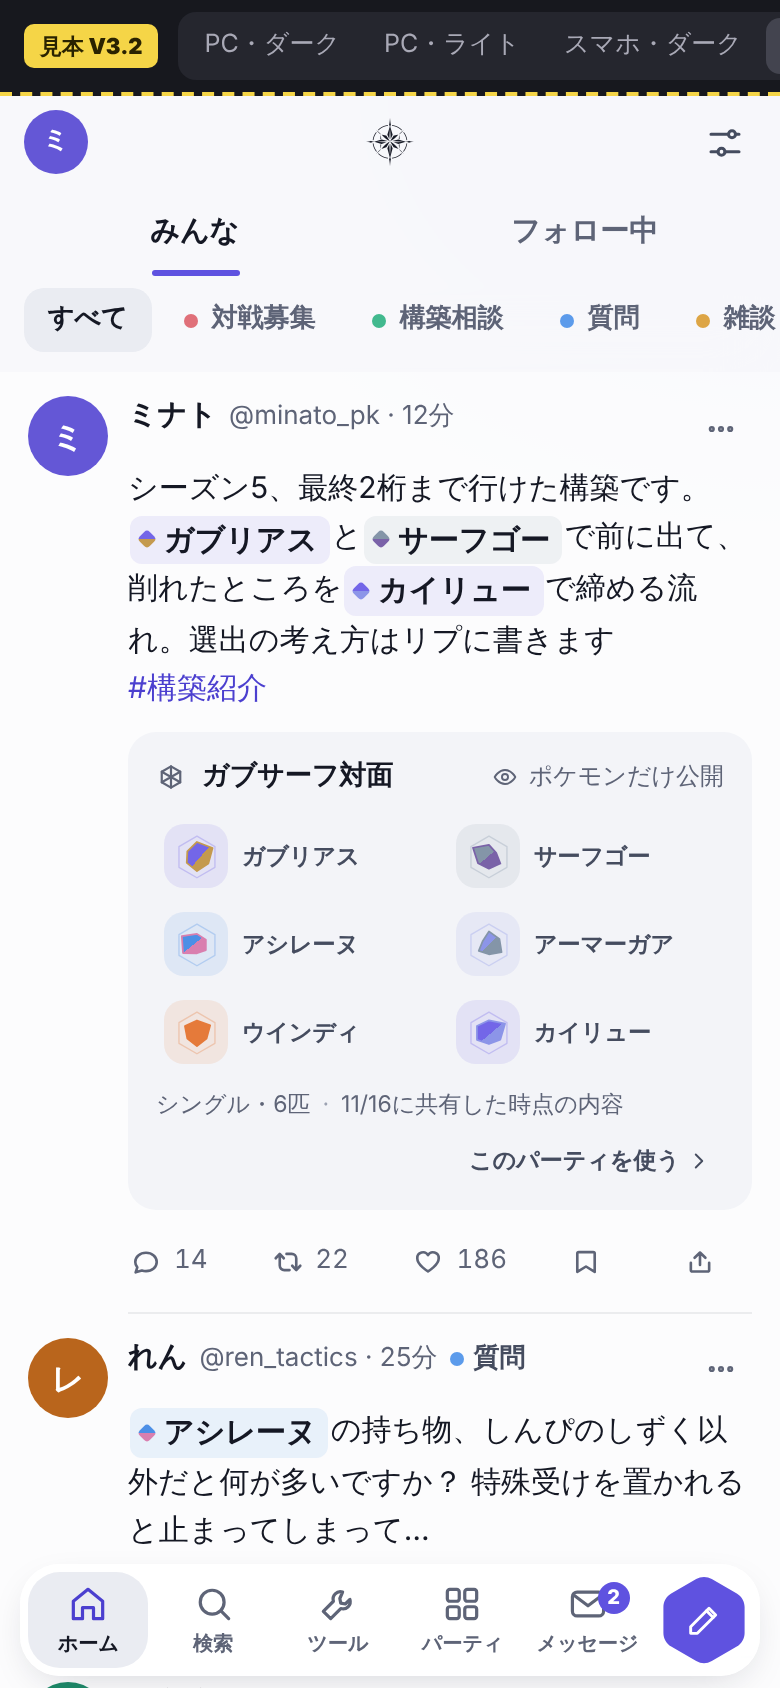 見本 V3.2
PC・ダーク
PC・ライト
スマホ・ダーク
ミ
みんな
フォロー中
すべて
対戦募集
構築相談
質問
雑談
ミ
ミナト @minato_pk · 12分
シーズン5、最終2桁まで行けた構築です。
ガブリアス と サーフゴー で前に出て、
削れたところを カイリュー で締める流
れ。選出の考え方はリプに書きます
#構築紹介
ガブサーフ対面
ポケモンだけ公開
ガブリアス
サーフゴー
アシレーヌ
アーマーガア
ウインディ
カイリュー
シングル・6匹 · 11/16に共有した時点の内容
このパーティを使う
14
22
186
レ
れん @ren_tactics · 25分 質問
アシレーヌ の持ち物、しんぴのしずく以
外だと何が多いですか？ 特殊受けを置かれる
と止まってしまって…
ホーム
検索
ツール
パーティ
メッセージ
2